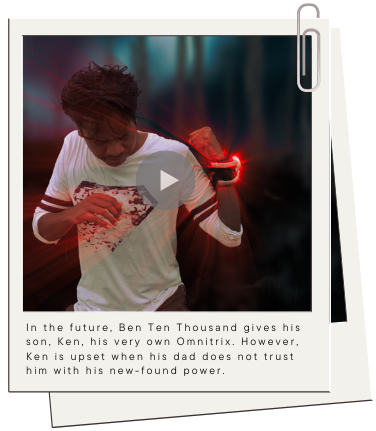 In the future, Ben Ten Thousand gives his
son, Ken, his very own Omnitrix. However,
Ken is upset when his dad does not trust
him with his new-found power.